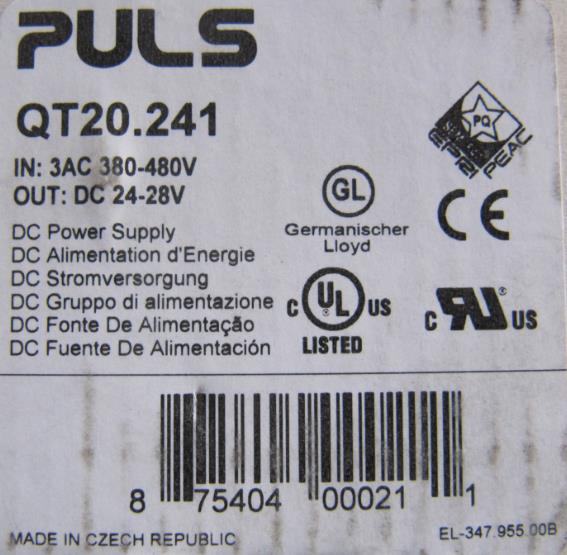 PULS
QT20.241
IN: 3AC 380-480V
OUT: DC 24-28V
DC Power Supply
DC Alimentation d'Energie
DC Stromversorgung
DC Gruppo di alimentazione
DC Fonte De Alimentação
DC Fuente De Alimentación
PQ
EPRI PEAC
GL
Germanischer
Lloyd
CE
C UL US
LISTED
C RU US
8 75404 00021 1
MADE IN CZECH REPUBLIC
EL-347.955.00B